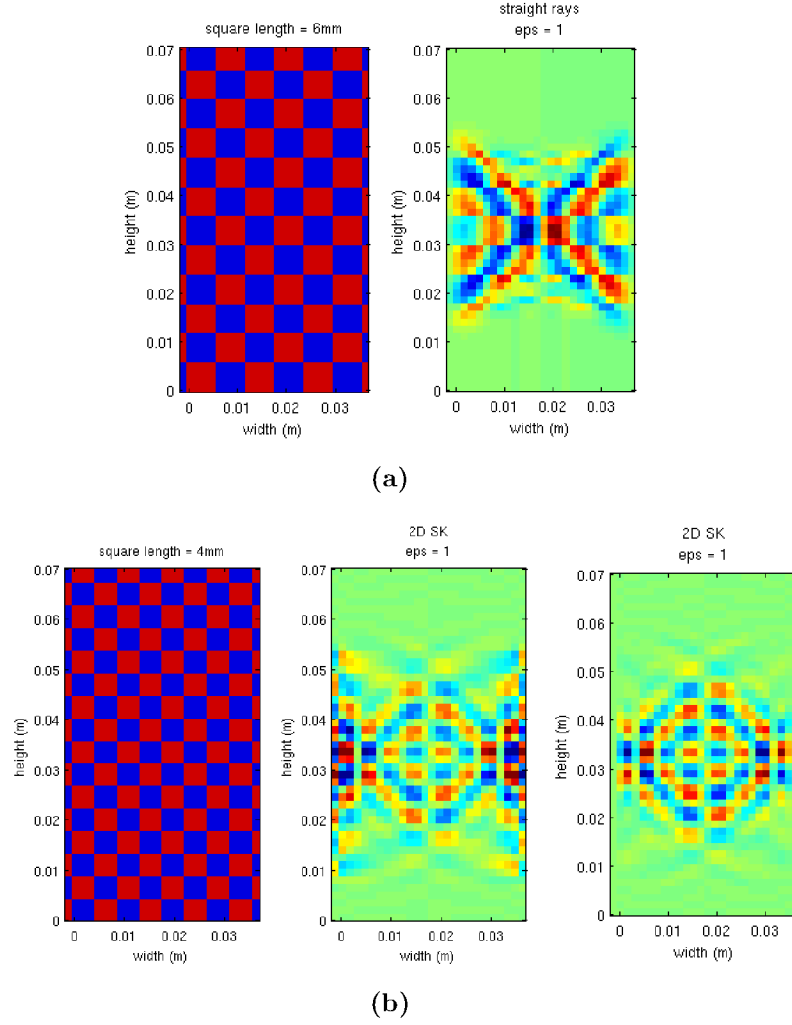 square length = 6mm
0.07
0.06
0.05
0.04
0.03
0.02
0.01
0
height (m)
0 0.01 0.02 0.03
width (m)
straight rays
eps = 1
0.07
0.06
0.05
0.04
0.03
0.02
0.01
0
height (m)
0 0.01 0.02 0.03
width (m)
(a)
square length = 4mm
0.07
0.06
0.05
0.04
0.03
0.02
0.01
0
height (m)
0 0.01 0.02 0.03
width (m)
2D SK
eps = 1
0.07
0.06
0.05
0.04
0.03
0.02
0.01
0
height (m)
0 0.01 0.02 0.03
width (m)
2D SK
eps = 1
0.07
0.06
0.05
0.04
0.03
0.02
0.01
0
height (m)
0 0.01 0.02 0.03
width (m)
(b)